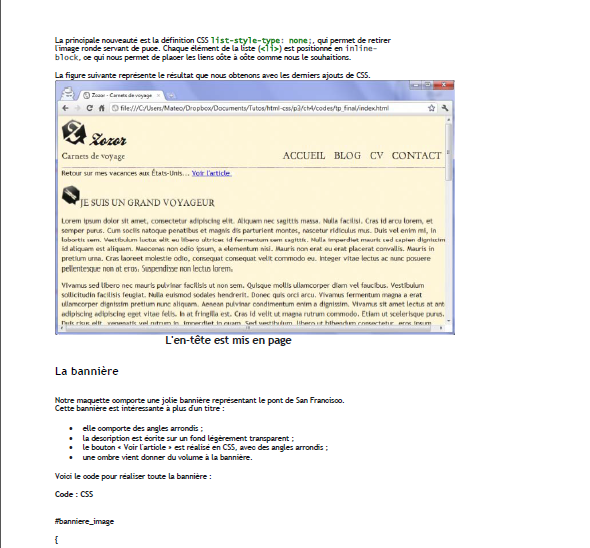 La principale nouveauté est la définition CSS list-style-type: none;, qui permet de retirer
l'image ronde servant de puce. Chaque élément de la liste (<li>) est positionné en inline-
block, ce qui nous permet de placer les liens côte à côte comme nous le souhaitions.
La figure suivante représente le résultat que nous obtenons avec les derniers ajouts de CSS.
Zozor - Carnets de voyage
file:///C:/Users/Mateo/Dropbox/Documents/Tutos/html-css/p3/ch4/codes/tp_final/index.html
Zozor
Carnets de voyage
ACCUEIL BLOG CV CONTACT
Retour sur mes vacances aux États-Unis... Voir l'article
JE SUIS UN GRAND VOYAGEUR
Lorem ipsum dolor sit amet, consectetur adipiscing elit. Aliquam nec sagittis massa. Nulla facilisi. Cras id arcu lorem, et
semper purus. Cum sociis natoque penatibus et magnis dis parturient montes, nascetur ridiculus mus. Duis vel enim mi, in
lobortis sem. Vestibulum luctus elit eu libero ultrices id fermentum sem sagittis. Nulla imperdiet mauris sed sapien dignissim
id aliquam est aliquam. Maecenas non odio ipsum, a elementum nisi. Mauris non erat eu erat placerat convallis. Mauris in
pretium urna. Cras laoreet molestie odio, consequat consequat velit commodo eu. Integer vitae lectus ac nunc posuere
pellentesque non at eros. Suspendisse non lectus lorem.
Vivamus sed libero nec mauris pulvinar facilisis ut non sem. Quisque mollis ullamcorper diam vel faucibus. Vestibulum
sollicitudin facilisis feugiat. Nulla euismod sodales hendrerit. Donec quis orci arcu. Vivamus fermentum magna a erat
ullamcorper dignissim pretium nunc aliquam. Aenean pulvinar condimentum enim a dignissim. Vivamus sit amet lectus at ant
adipiscing adipiscing eget vitae felis. In at fringilla est. Cras id velit ut magna rutrum commodo. Etiam ut scelerisque purus.
Duis risus elit, venenatis vel rutrum in, imperdiet in quam. Sed vestibulum, libero ut bibendum consectetur, eros ipsum
L'en-tête est mis en page
La bannière
Notre maquette comporte une jolie bannière représentant le pont de San Francisco.
Cette bannière est intéressante à plus d'un titre :
• elle comporte des angles arrondis ;
• la description est écrite sur un fond légèrement transparent ;
• le bouton « Voir l'article » est réalisé en CSS, avec des angles arrondis ;
• une ombre vient donner du volume à la bannière.
Voici le code pour réaliser toute la bannière :
Code : CSS
#banniere_image
{